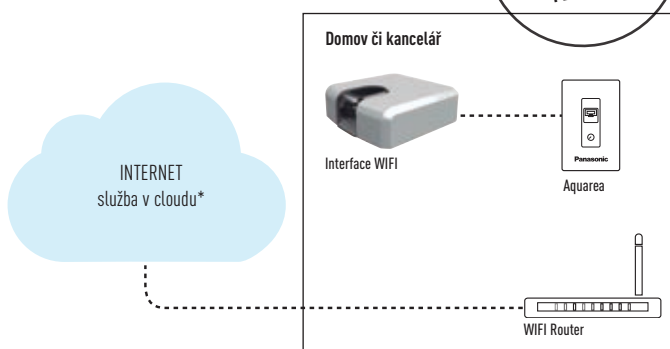 Domov či kancelář
Interface WIFI
Panasonic
Aquarea
INTERNET
služba v cloudu*
WIFI Router